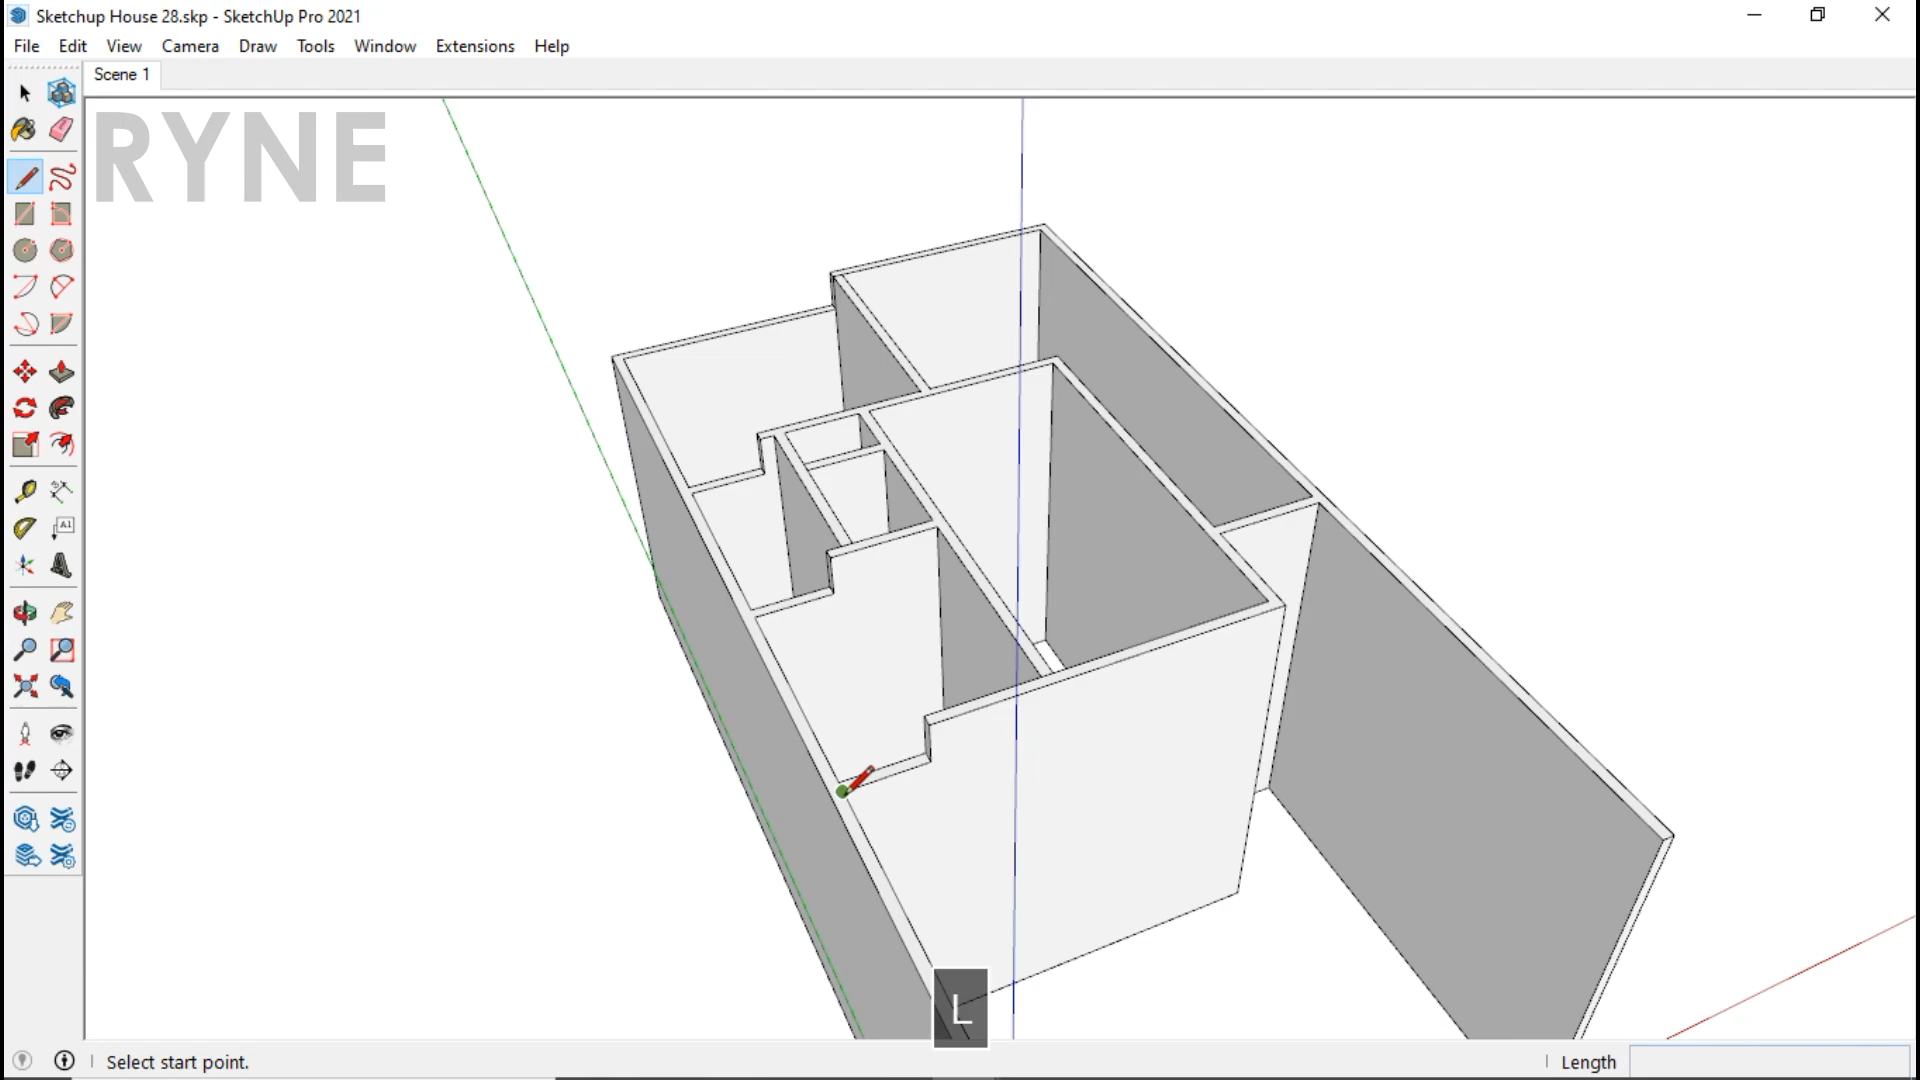 Sketchup House 28.skp - SketchUp Pro 2021
File Edit View Camera Draw Tools Window Extensions Help
Scene 1
RYNE
A1
L
Select start point.
Length